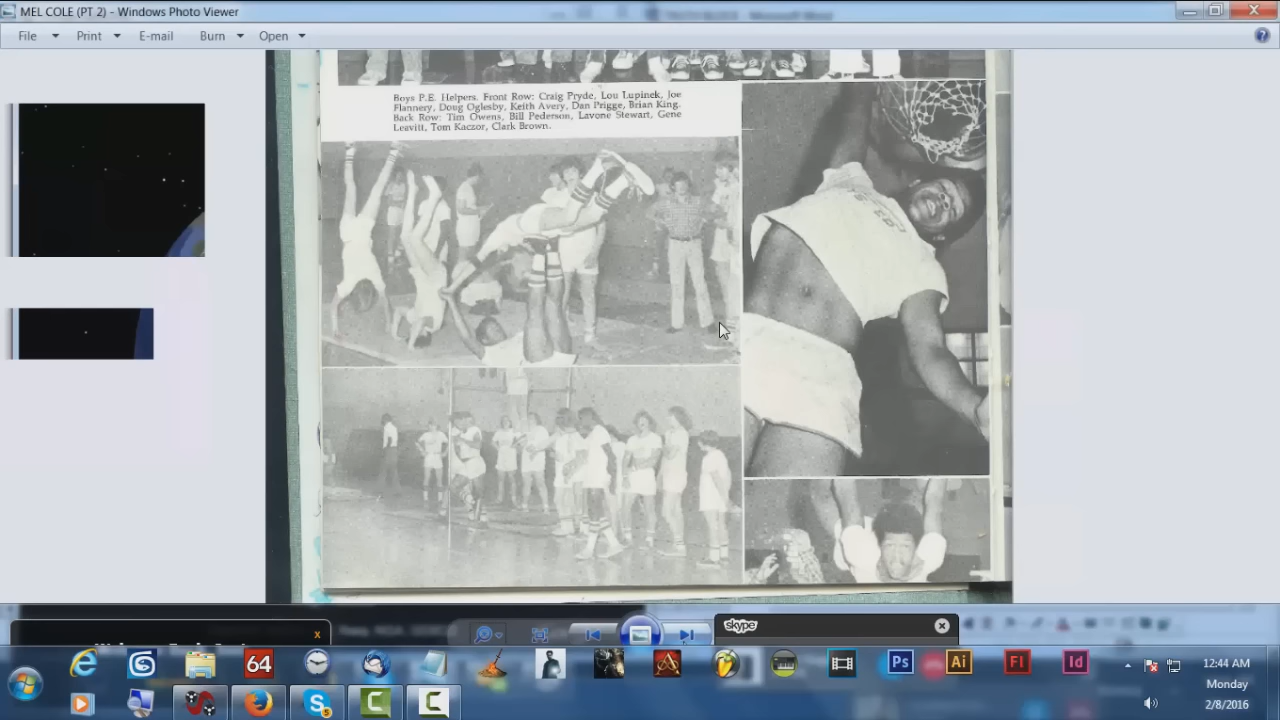 MEL COLE (PT 2) - Windows Photo Viewer
File Print E-mail Burn Open
Boys P.E. Helpers. Front Row: Craig Pryde, Lou Lupinek, Joe
Flannery, Doug Oglesby, Keith Avery, Dan Prigge, Brian King.
Back Row: Tim Owens, Bill Pederson, Lavone Stewart, Gene
Leavitt, Tom Kaczor, Clark Brown.
skype
x
64
Ps
Ai
Fl
Id
12:44 AM
Monday
2/8/2016